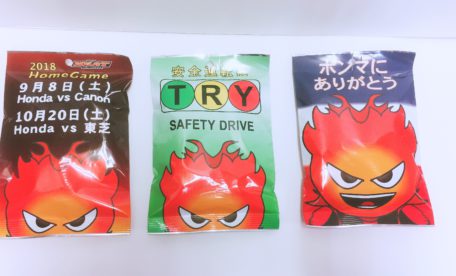 2018
HomeGame
9月8日(土)
Honda vs Canon
10月20日(土)
Honda vs 東芝
安全運転
TRY
SAFETY DRIVE
ホンマに
ありがとう